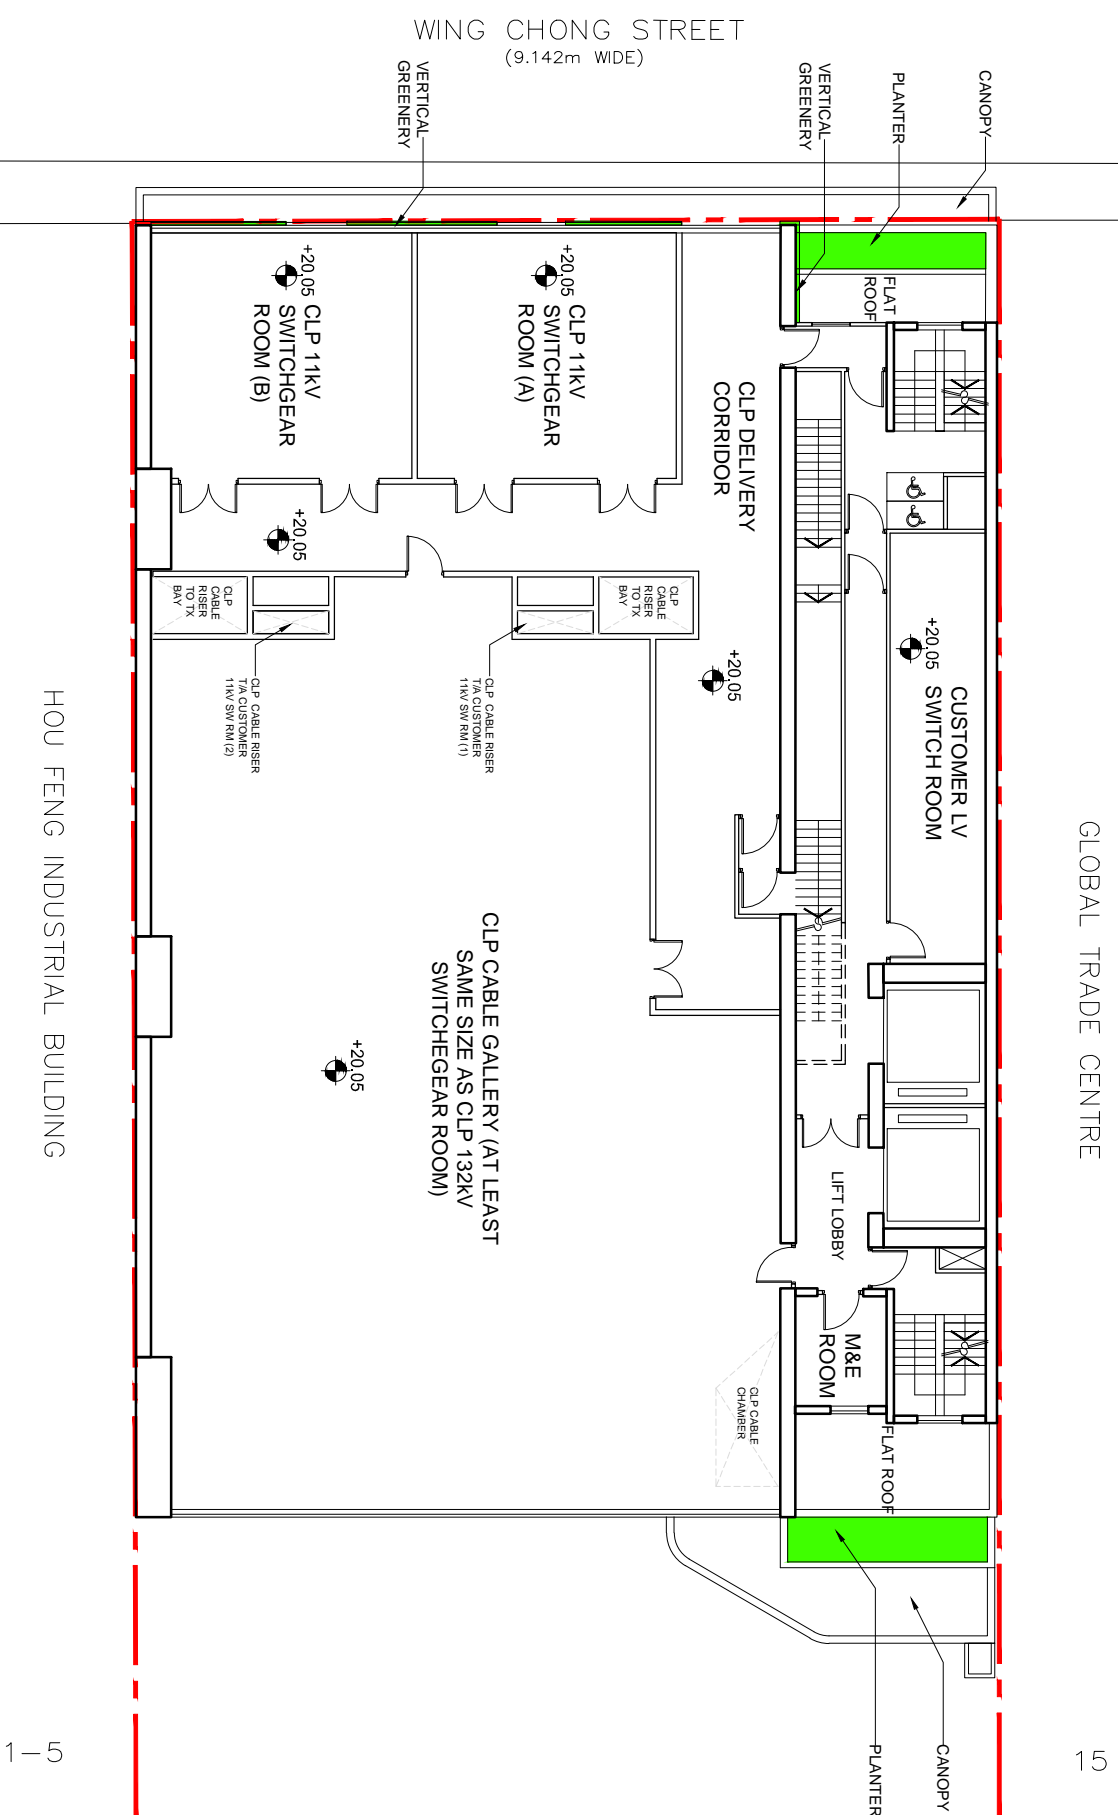 WING CHONG STREET
(9.142m WIDE)
VERTICAL
GREENERY
VERTICAL
GREENERY
PLANTER
CANOPY
FLAT
ROOF
+20.05
CLP 11kV
SWITCHGEAR
ROOM (B)
+20.05
CLP 11kV
SWITCHGEAR
ROOM (A)
CLP DELIVERY
CORRIDOR
+20.05
CLP
CABLE
RISER
TO TX
BAY
CLP
CABLE
RISER
TO TX
BAY
+20.05
+20.05
CUSTOMER LV
SWITCH ROOM
CLP CABLE RISER
T/A CUSTOMER
11kV SW RM (2)
CLP CABLE RISER
T/A CUSTOMER
11kV SW RM (1)
HOU FENG INDUSTRIAL BUILDING
GLOBAL TRADE CENTRE
CLP CABLE GALLERY (AT LEAST
SAME SIZE AS CLP 132kV
SWITCHEGEAR ROOM)
+20.05
LIFT LOBBY
M&E
ROOM
CLP CABLE
CHAMBER
FLAT ROOF
PLANTER
CANOPY
1-5
15